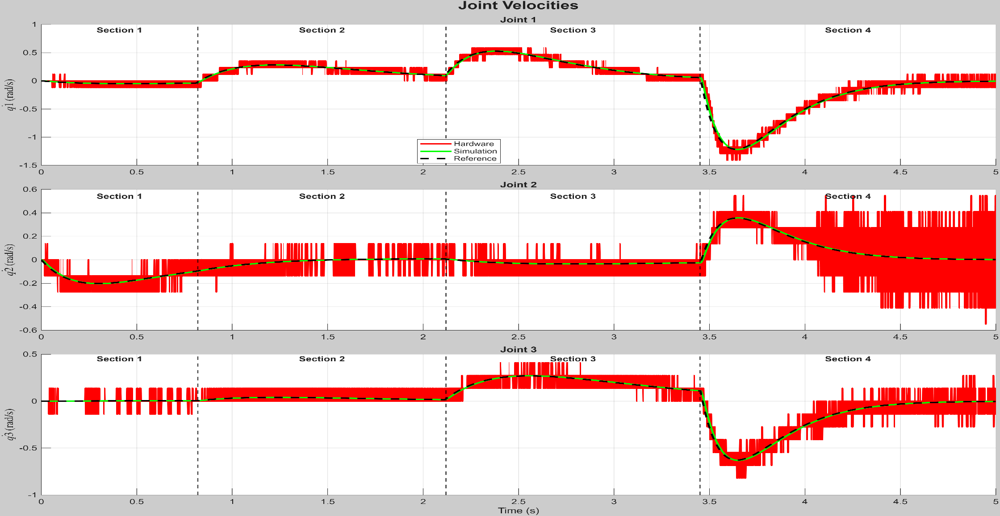 Joint Velocities
Joint 1
Section 1 Section 2 Section 3 Section 4
1
0.5
0
-0.5
-1
-1.5
q̇1 (rad/s)
Hardware
Simulation
Reference
0 0.5 1 1.5 2 2.5 3 3.5 4 4.5 5
Joint 2
Section 1 Section 2 Section 3 Section 4
0.6
0.4
0.2
0
-0.2
-0.4
-0.6
q̇2 (rad/s)
0 0.5 1 1.5 2 2.5 3 3.5 4 4.5 5
Joint 3
Section 1 Section 2 Section 3 Section 4
0.5
0
-0.5
-1
q̇3 (rad/s)
0 0.5 1 1.5 2 2.5 3 3.5 4 4.5 5
Time (s)